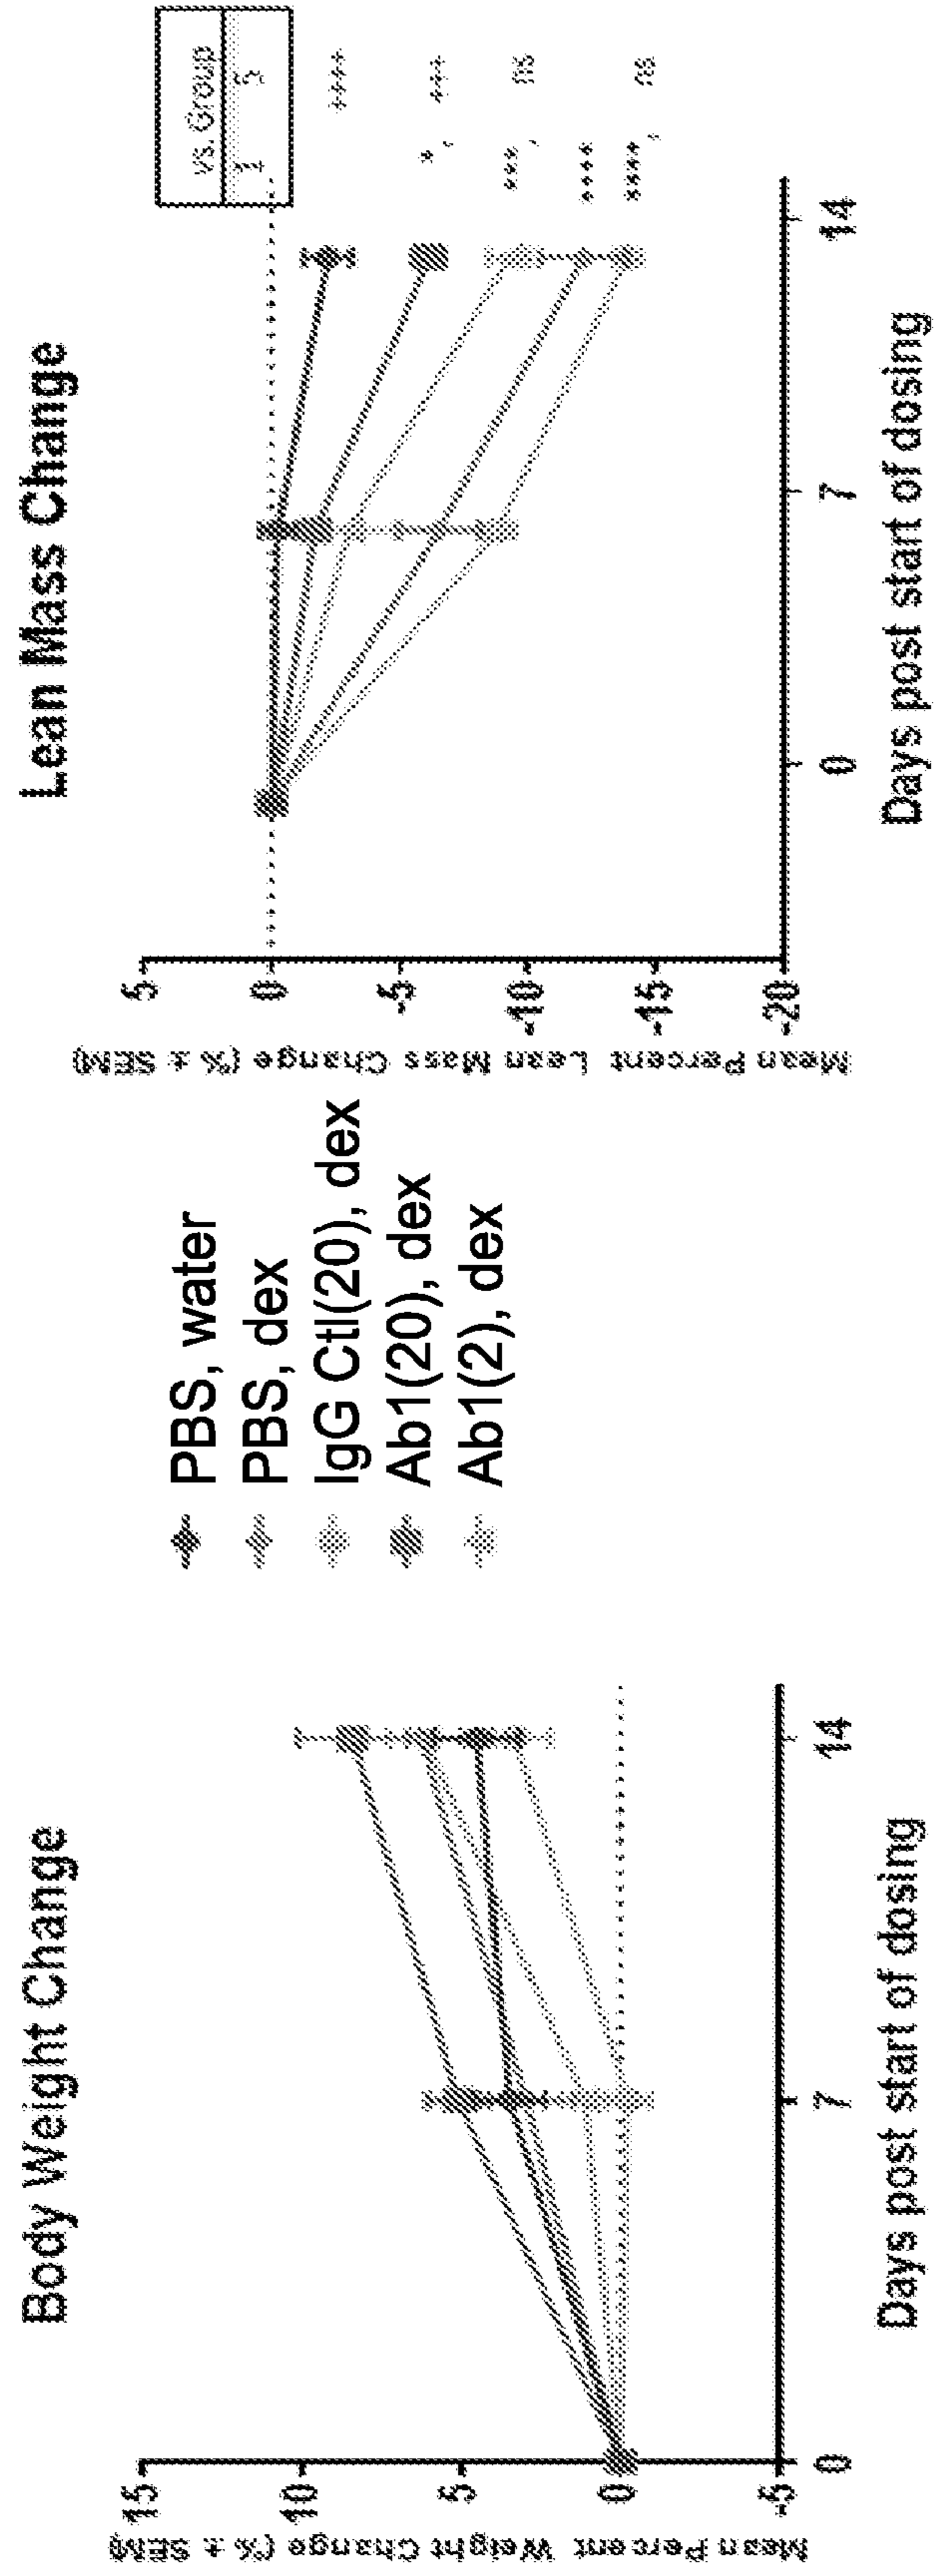 Body Weight Change
Mean Percent Weight Change (% ± SEM)
15
10
5
0
-5
0
7
14
Days post start of dosing
PBS, water
PBS, dex
IgG Ctl(20), dex
Ab1(20), dex
Ab1(2), dex
Lean Mass Change
Mean Percent Lean Mass Change (% ± SEM)
5
0
-5
-10
-15
-20
0
7
14
Days post start of dosing
vs. Group
1
++++
*, +++
***, ns
****
****, ns